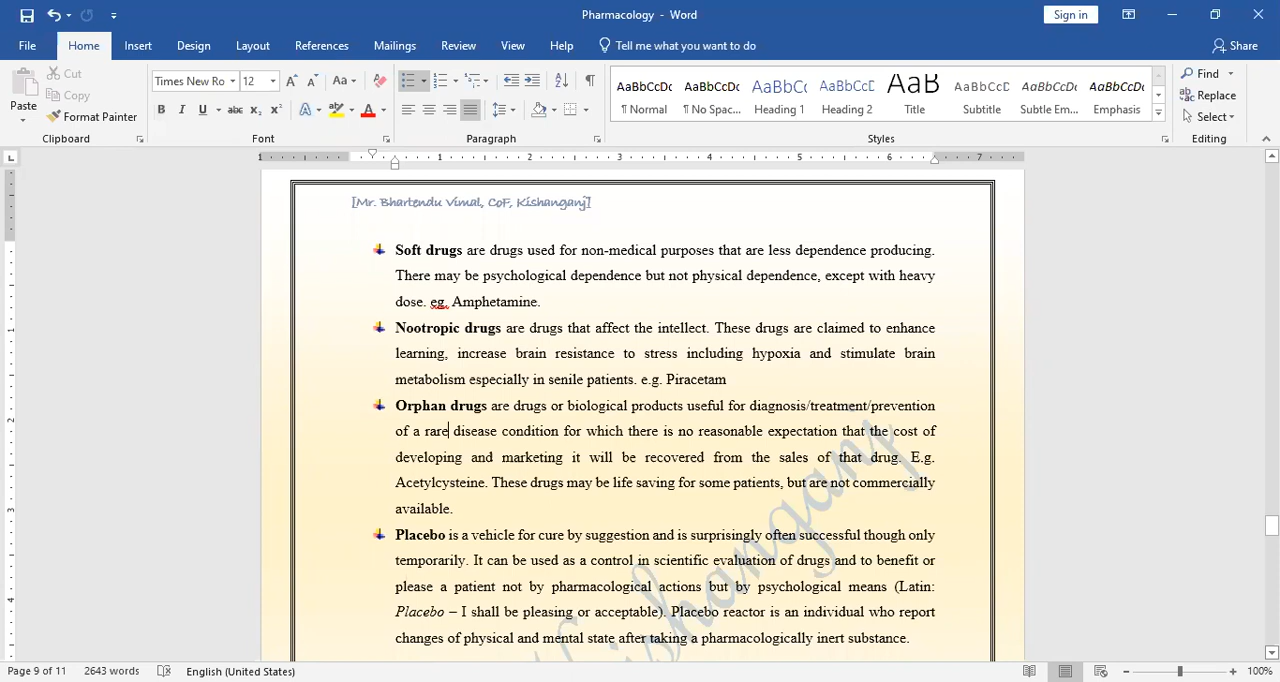 Pharmacology - Word
Sign in
File Home Insert Design Layout References Mailings Review View Help Tell me what you want to do Share
Paste
Cut
Copy
Format Painter
Clipboard
Times New Ro 12
Font
Paragraph
AaBbCcDc AaBbCcDc AaBbCc AaBbCcC AaB AaBbCcD AaBbCcDc AaBbCcDc
¶ Normal ¶ No Spac... Heading 1 Heading 2 Title Subtitle Subtle Em... Emphasis
Styles
Find
Replace
Select
Editing
1 1 2 3 4 5 6 7
[Mr. Bhartendu Vimal, CoF, Kishanganj]
Soft drugs are drugs used for non-medical purposes that are less dependence producing.
There may be psychological dependence but not physical dependence, except with heavy
dose. eg. Amphetamine.
Nootropic drugs are drugs that affect the intellect. These drugs are claimed to enhance
learning, increase brain resistance to stress including hypoxia and stimulate brain
metabolism especially in senile patients. e.g. Piracetam
Orphan drugs are drugs or biological products useful for diagnosis/treatment/prevention
of a rare disease condition for which there is no reasonable expectation that the cost of
developing and marketing it will be recovered from the sales of that drug. E.g.
Acetylcysteine. These drugs may be life saving for some patients, but are not commercially
available.
Placebo is a vehicle for cure by suggestion and is surprisingly often successful though only
temporarily. It can be used as a control in scientific evaluation of drugs and to benefit or
please a patient not by pharmacological actions but by psychological means (Latin:
Placebo – I shall be pleasing or acceptable). Placebo reactor is an individual who report
changes of physical and mental state after taking a pharmacologically inert substance.
Page 9 of 11 2643 words English (United States) 100%